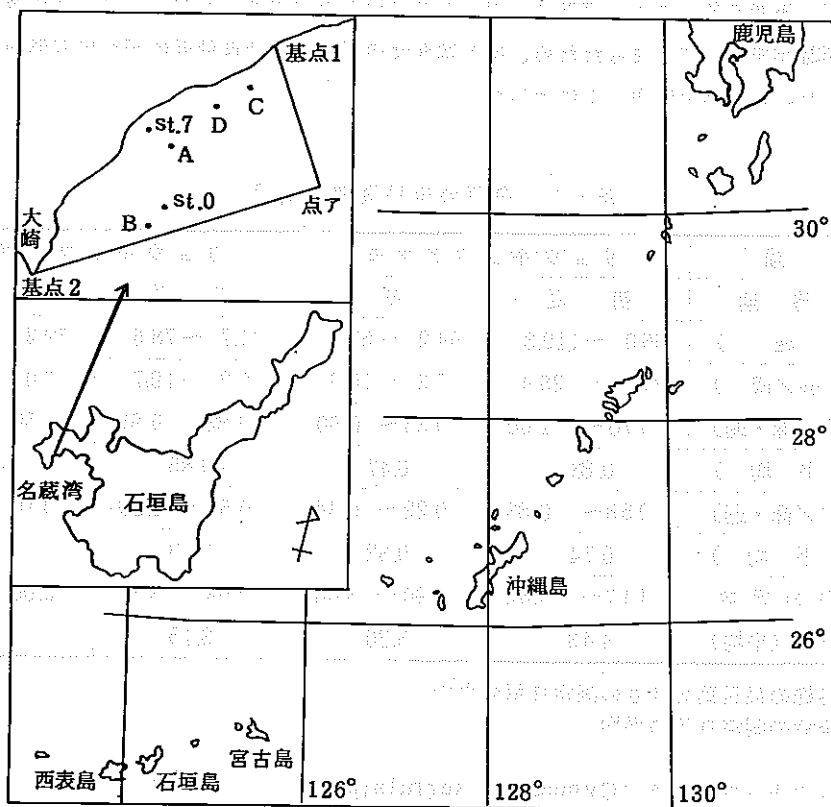 基点1
C
D
st.7
A
点ア
st.0
B
大崎
基点2
名蔵湾
石垣島
鹿児島
30°
28°
沖縄島
26°
宮古島
西表島
石垣島
126°
128°
130°